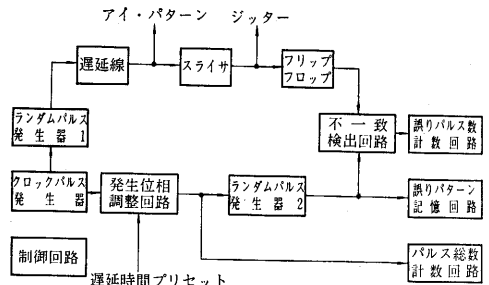 アイ・パターン
ジッター
遅延線
スライサ
フリップ
フロップ
ランダムパルス
発生器1
不一致
検出回路
誤りパルス数
計数回路
クロックパルス
発生器
発生位相
調整回路
ランダムパルス
発生器2
誤りパターン
記憶回路
制御回路
パルス総数
計数回路
遅延時間プリセット